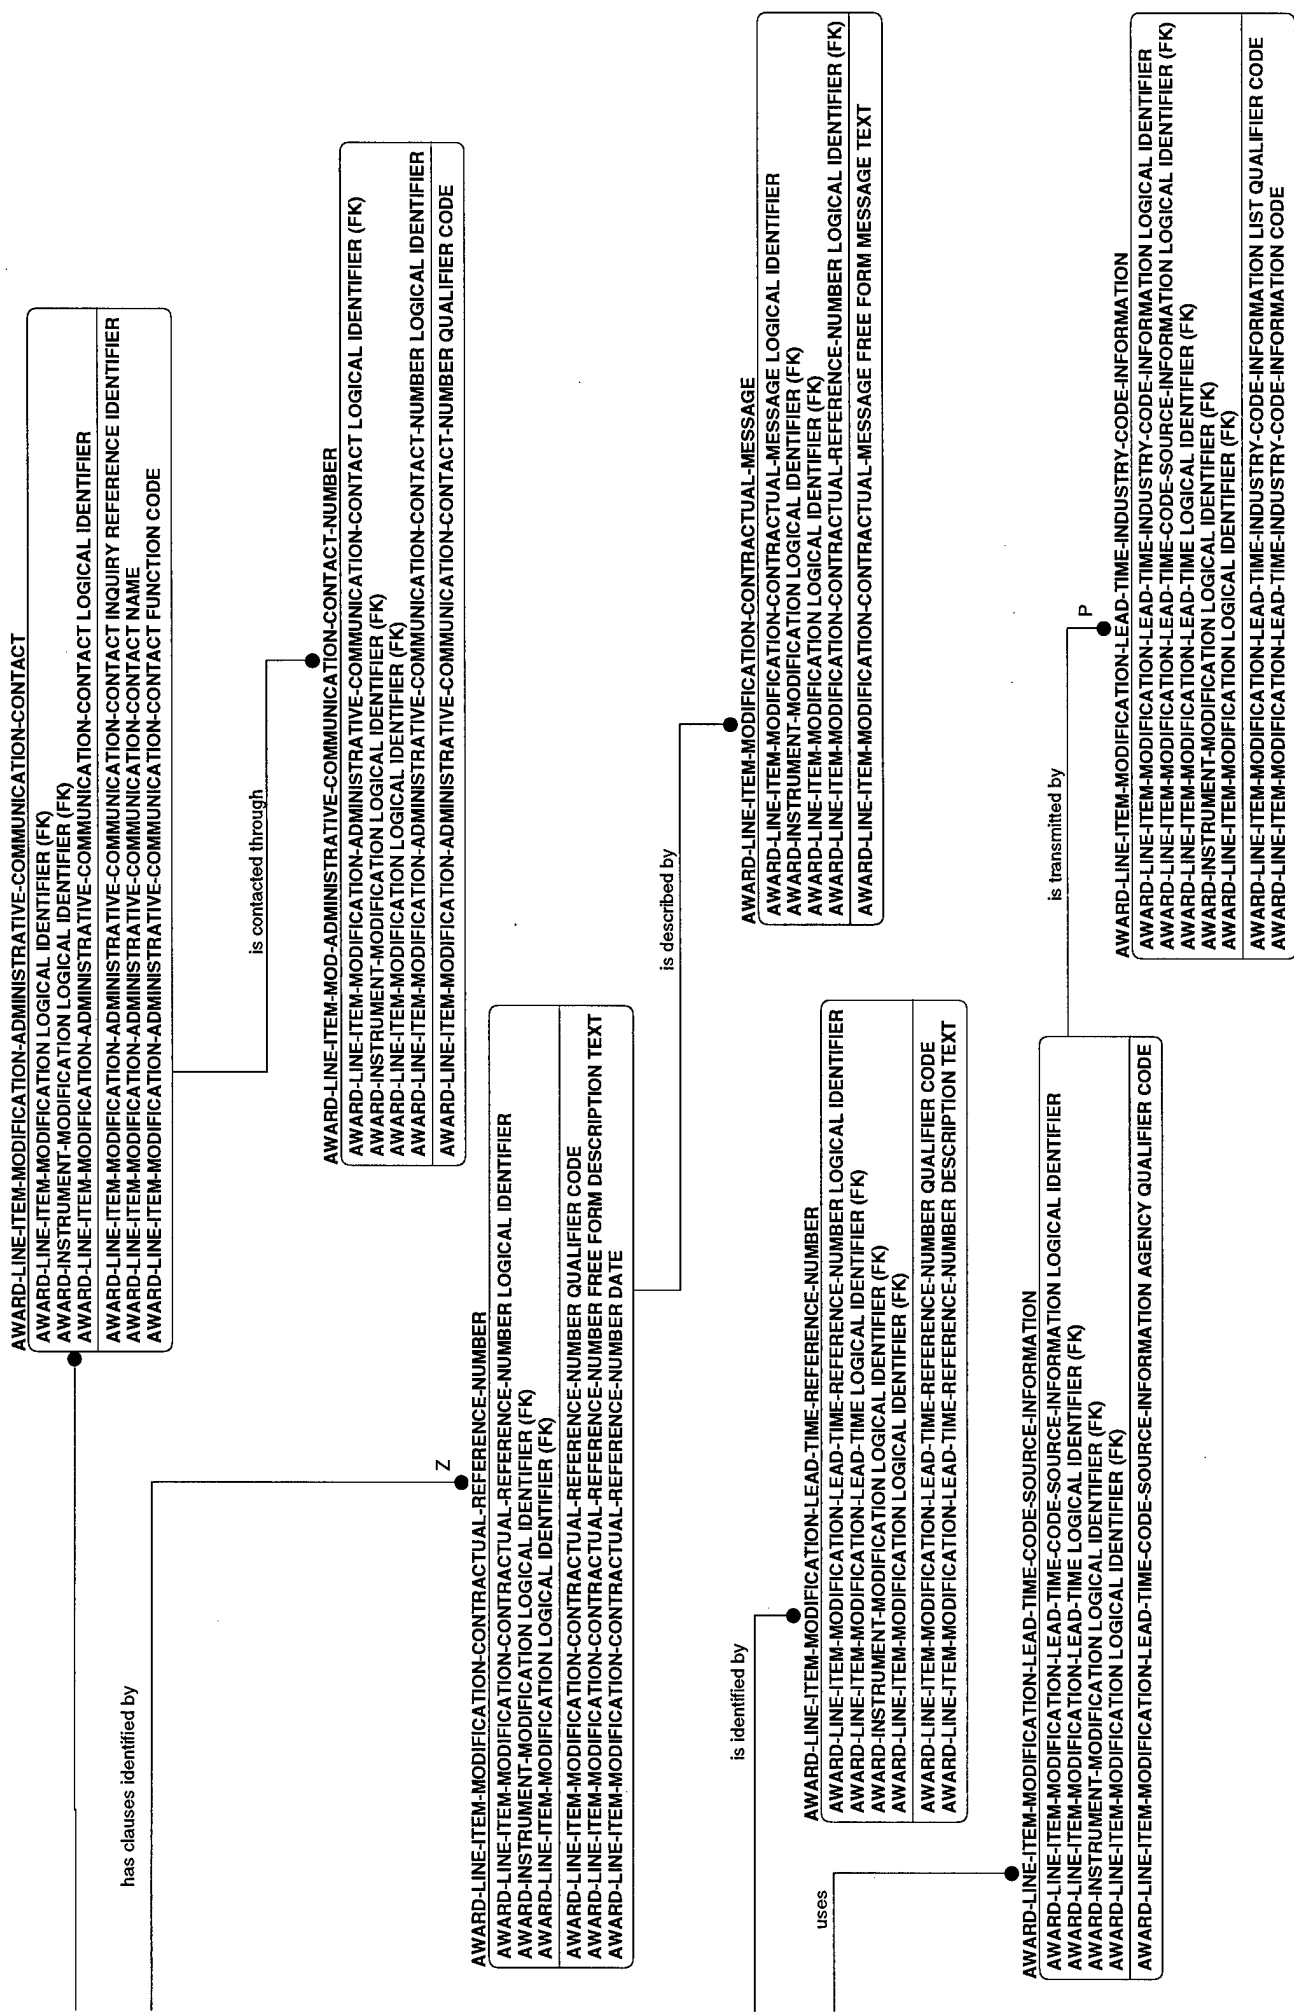 AWARD-LINE-ITEM-MODIFICATION-ADMINISTRATIVE-COMMUNICATION-CONTACT
AWARD-LINE-ITEM-MODIFICATION LOGICAL IDENTIFIER (FK)
AWARD-INSTRUMENT-MODIFICATION LOGICAL IDENTIFIER (FK)
AWARD-LINE-ITEM-MODIFICATION-ADMINISTRATIVE-COMMUNICATION-CONTACT LOGICAL IDENTIFIER
AWARD-LINE-ITEM-MODIFICATION-ADMINISTRATIVE-COMMUNICATION-CONTACT INQUIRY REFERENCE IDENTIFIER
AWARD-LINE-ITEM-MODIFICATION-ADMINISTRATIVE-COMMUNICATION-CONTACT NAME
AWARD-LINE-ITEM-MODIFICATION-ADMINISTRATIVE-COMMUNICATION-CONTACT FUNCTION CODE
has clauses identified by
is contacted through
AWARD-LINE-ITEM-MOD-ADMINISTRATIVE-COMMUNICATION-CONTACT-NUMBER
AWARD-LINE-ITEM-MODIFICATION-ADMINISTRATIVE-COMMUNICATION-CONTACT LOGICAL IDENTIFIER (FK)
AWARD-INSTRUMENT-MODIFICATION LOGICAL IDENTIFIER (FK)
AWARD-LINE-ITEM-MODIFICATION LOGICAL IDENTIFIER (FK)
AWARD-LINE-ITEM-MODIFICATION-ADMINISTRATIVE-COMMUNICATION-CONTACT-NUMBER LOGICAL IDENTIFIER
AWARD-LINE-ITEM-MODIFICATION-ADMINISTRATIVE-COMMUNICATION-CONTACT-NUMBER QUALIFIER CODE
Z
AWARD-LINE-ITEM-MODIFICATION-CONTRACTUAL-REFERENCE-NUMBER
AWARD-LINE-ITEM-MODIFICATION-CONTRACTUAL-REFERENCE-NUMBER LOGICAL IDENTIFIER
AWARD-INSTRUMENT-MODIFICATION LOGICAL IDENTIFIER (FK)
AWARD-LINE-ITEM-MODIFICATION LOGICAL IDENTIFIER (FK)
AWARD-LINE-ITEM-MODIFICATION-CONTRACTUAL-REFERENCE-NUMBER QUALIFIER CODE
AWARD-LINE-ITEM-MODIFICATION-CONTRACTUAL-REFERENCE-NUMBER FREE FORM DESCRIPTION TEXT
AWARD-LINE-ITEM-MODIFICATION-CONTRACTUAL-REFERENCE-NUMBER DATE
is described by
AWARD-LINE-ITEM-MODIFICATION-CONTRACTUAL-MESSAGE
AWARD-LINE-ITEM-MODIFICATION-CONTRACTUAL-MESSAGE LOGICAL IDENTIFIER
AWARD-INSTRUMENT-MODIFICATION LOGICAL IDENTIFIER (FK)
AWARD-LINE-ITEM-MODIFICATION LOGICAL IDENTIFIER (FK)
AWARD-LINE-ITEM-MODIFICATION-CONTRACTUAL-REFERENCE-NUMBER LOGICAL IDENTIFIER (FK)
AWARD-LINE-ITEM-MODIFICATION-CONTRACTUAL-MESSAGE FREE FORM MESSAGE TEXT
is identified by
AWARD-LINE-ITEM-MODIFICATION-LEAD-TIME-REFERENCE-NUMBER
AWARD-LINE-ITEM-MODIFICATION-LEAD-TIME-REFERENCE-NUMBER LOGICAL IDENTIFIER
AWARD-LINE-ITEM-MODIFICATION-LEAD-TIME LOGICAL IDENTIFIER (FK)
AWARD-INSTRUMENT-MODIFICATION LOGICAL IDENTIFIER (FK)
AWARD-LINE-ITEM-MODIFICATION LOGICAL IDENTIFIER (FK)
AWARD-LINE-ITEM-MODIFICATION-LEAD-TIME-REFERENCE-NUMBER QUALIFIER CODE
AWARD-LINE-ITEM-MODIFICATION-LEAD-TIME-REFERENCE-NUMBER DESCRIPTION TEXT
uses
AWARD-LINE-ITEM-MODIFICATION-LEAD-TIME-CODE-SOURCE-INFORMATION
AWARD-LINE-ITEM-MODIFICATION-LEAD-TIME-CODE-SOURCE-INFORMATION LOGICAL IDENTIFIER
AWARD-LINE-ITEM-MODIFICATION-LEAD-TIME LOGICAL IDENTIFIER (FK)
AWARD-INSTRUMENT-MODIFICATION LOGICAL IDENTIFIER (FK)
AWARD-LINE-ITEM-MODIFICATION LOGICAL IDENTIFIER (FK)
AWARD-LINE-ITEM-MODIFICATION-LEAD-TIME-CODE-SOURCE-INFORMATION AGENCY QUALIFIER CODE
is transmitted by
P
AWARD-LINE-ITEM-MODIFICATION-LEAD-TIME-INDUSTRY-CODE-INFORMATION
AWARD-LINE-ITEM-MODIFICATION-LEAD-TIME-INDUSTRY-CODE-INFORMATION LOGICAL IDENTIFIER
AWARD-LINE-ITEM-MODIFICATION-LEAD-TIME-CODE-SOURCE-INFORMATION LOGICAL IDENTIFIER (FK)
AWARD-LINE-ITEM-MODIFICATION-LEAD-TIME LOGICAL IDENTIFIER (FK)
AWARD-INSTRUMENT-MODIFICATION LOGICAL IDENTIFIER (FK)
AWARD-LINE-ITEM-MODIFICATION LOGICAL IDENTIFIER (FK)
AWARD-LINE-ITEM-MODIFICATION-LEAD-TIME-INDUSTRY-CODE-INFORMATION LIST QUALIFIER CODE
AWARD-LINE-ITEM-MODIFICATION-LEAD-TIME-INDUSTRY-CODE-INFORMATION CODE